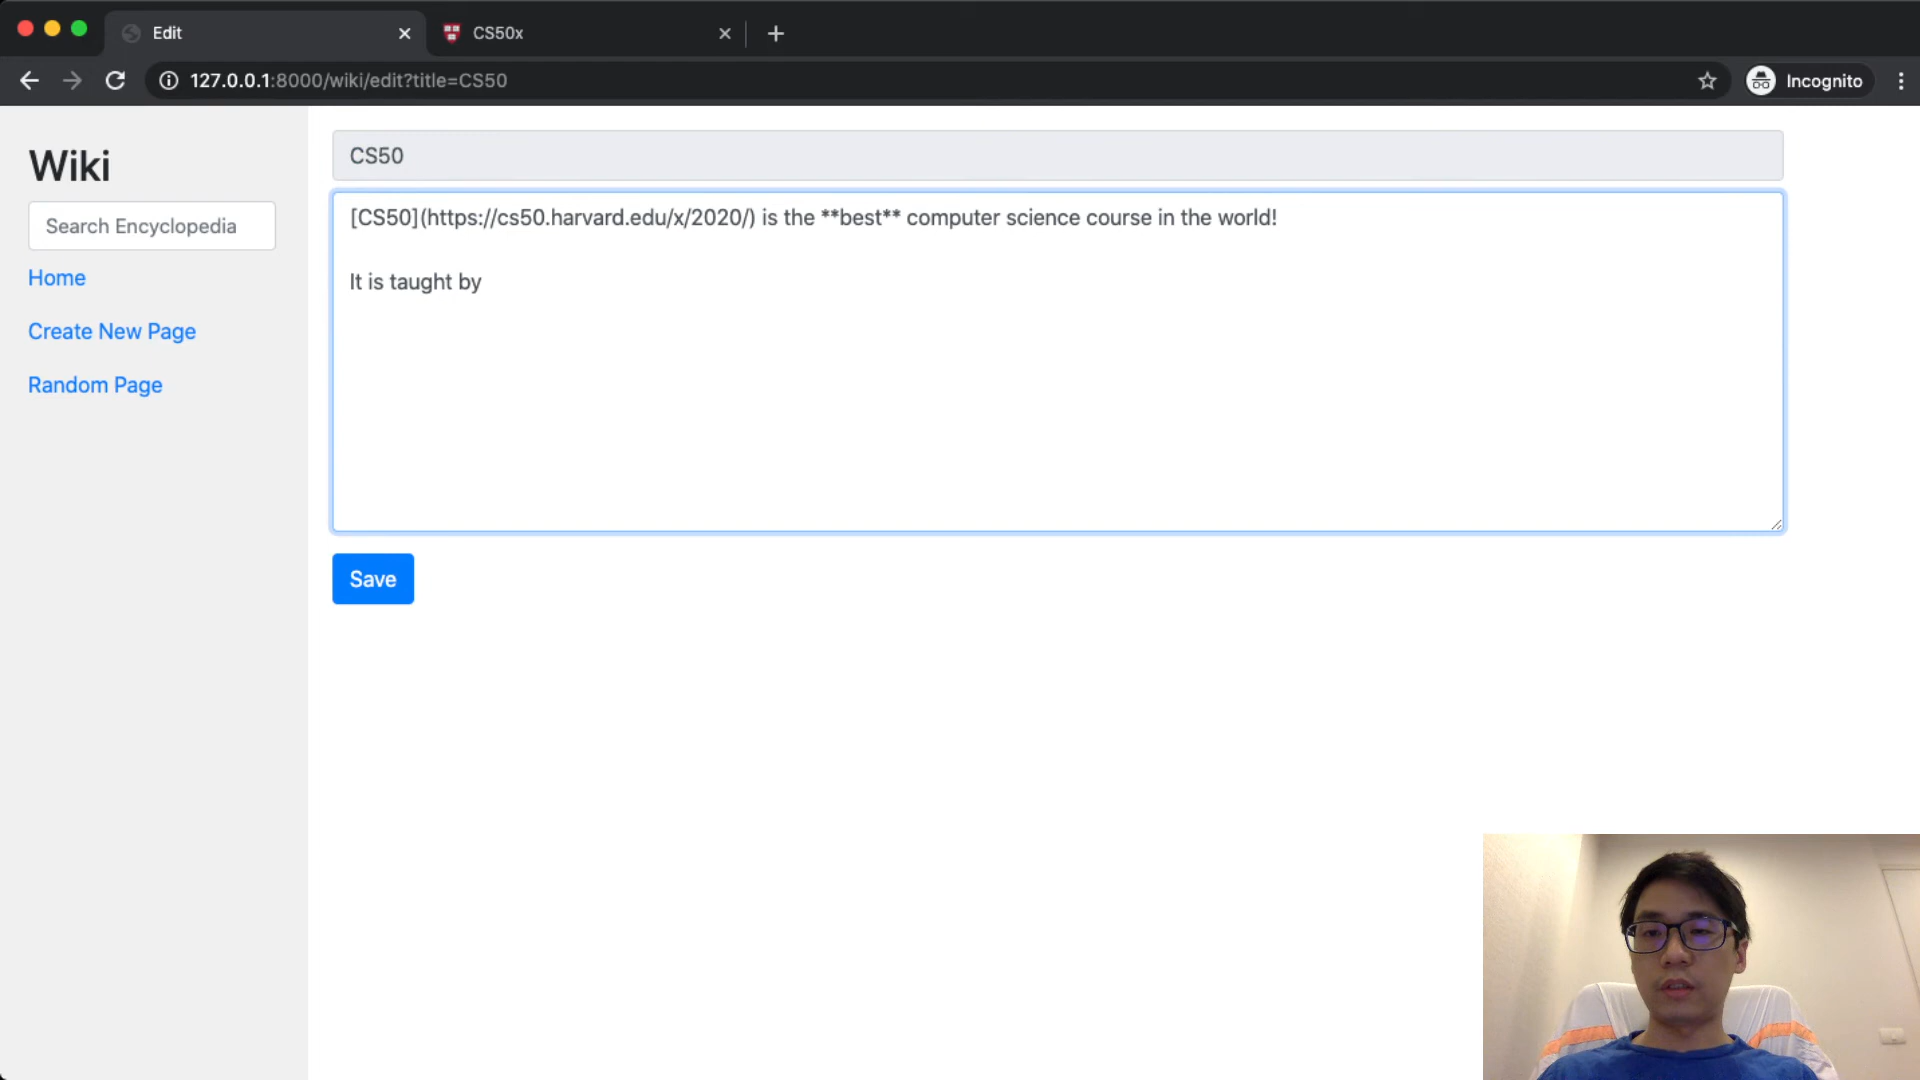 Edit
CS50x
127.0.0.1:8000/wiki/edit?title=CS50
Incognito
Wiki
Search Encyclopedia
Home
Create New Page
Random Page
CS50
[CS50](https://cs50.harvard.edu/x/2020/) is the **best** computer science course in the world!
It is taught by
Save